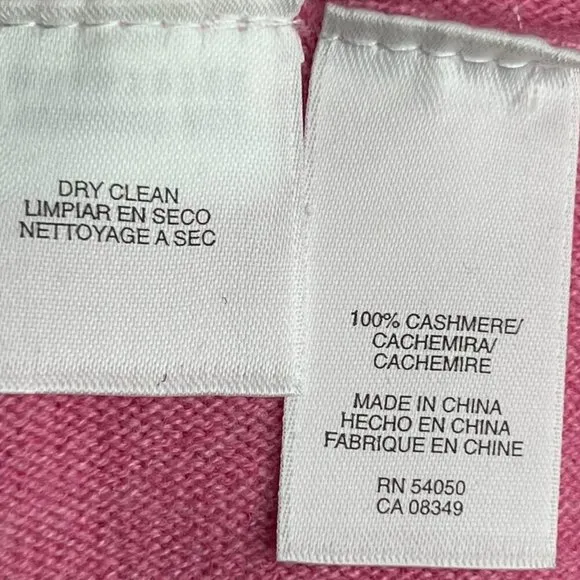 DRY CLEAN
LIMPIAR EN SECO
NETTOYAGE A SEC
100% CASHMERE/
CACHEMIRA/
CACHEMIRE
MADE IN CHINA
HECHO EN CHINA
FABRIQUE EN CHINE
RN 54050
CA 08349